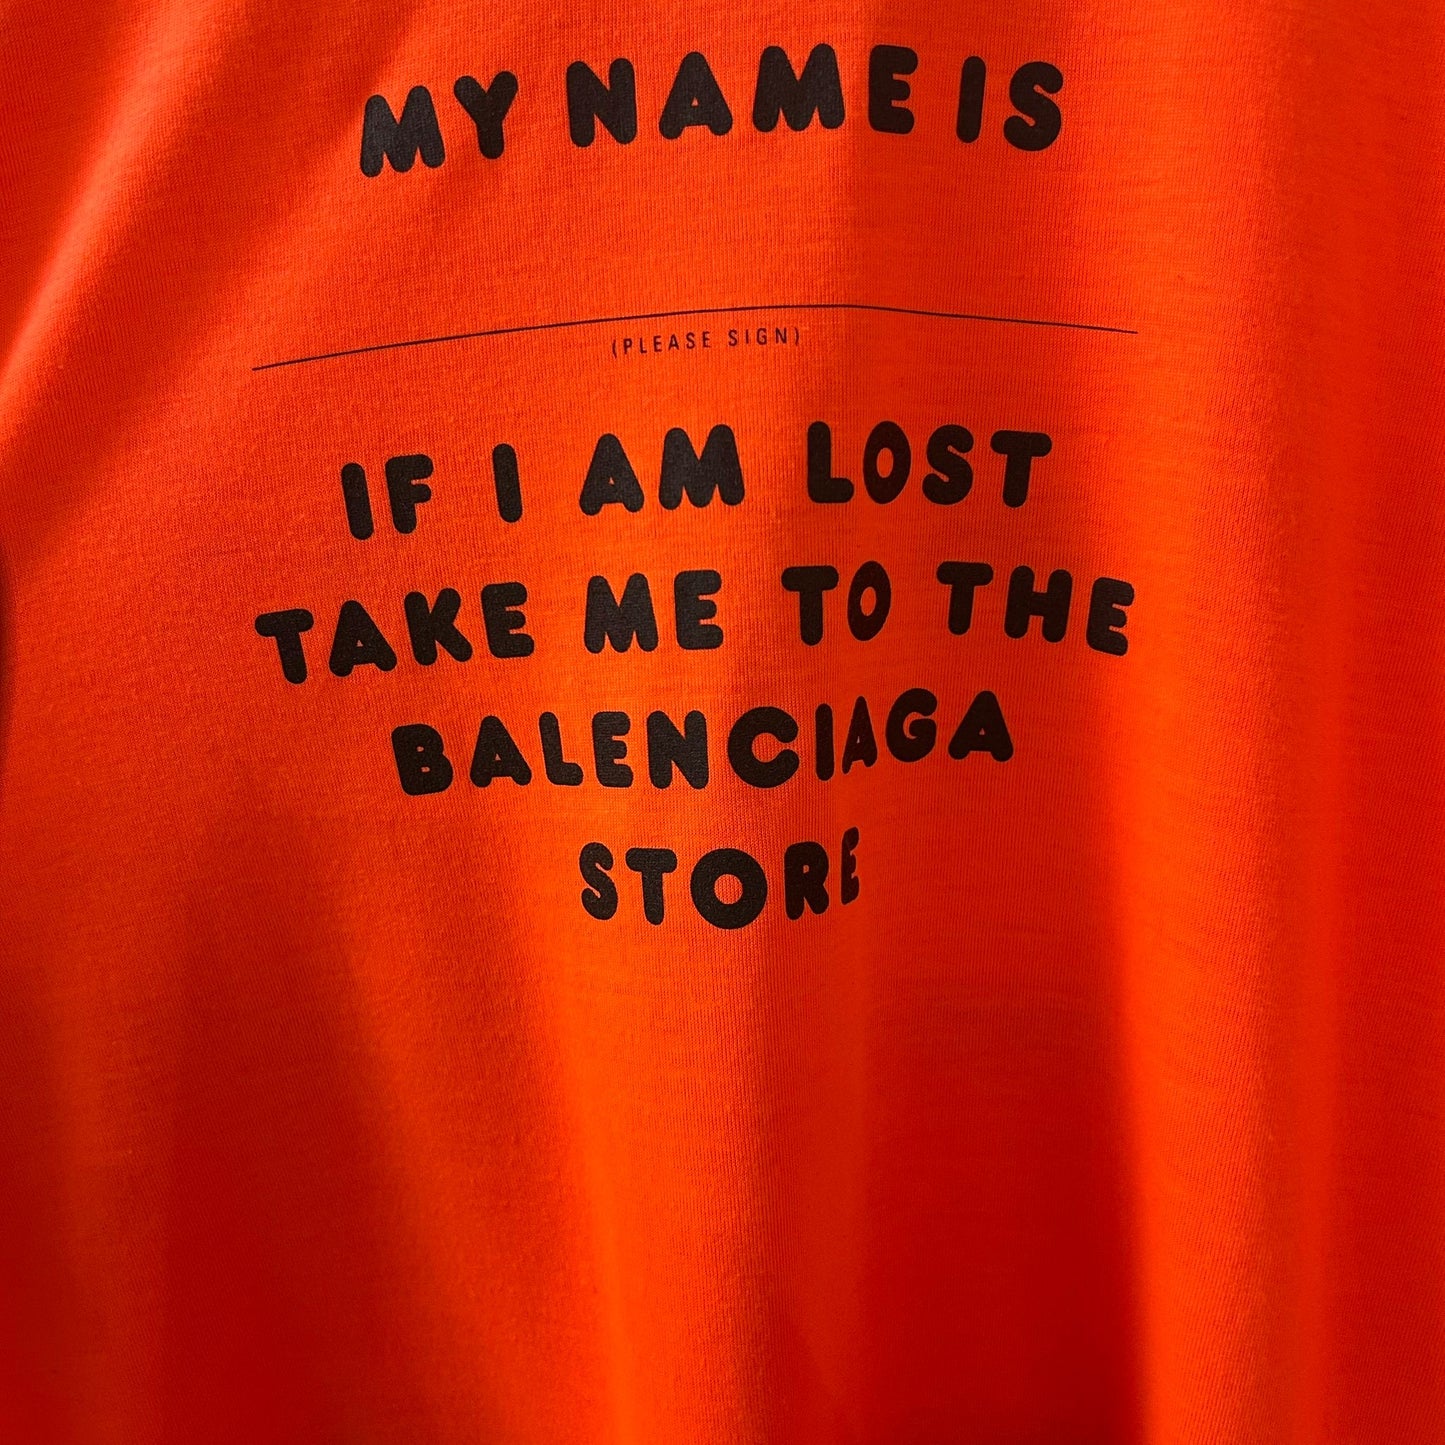 MY NAME IS
(PLEASE SIGN)
IF I AM LOST
TAKE ME TO THE
BALENCIAGA
STORE